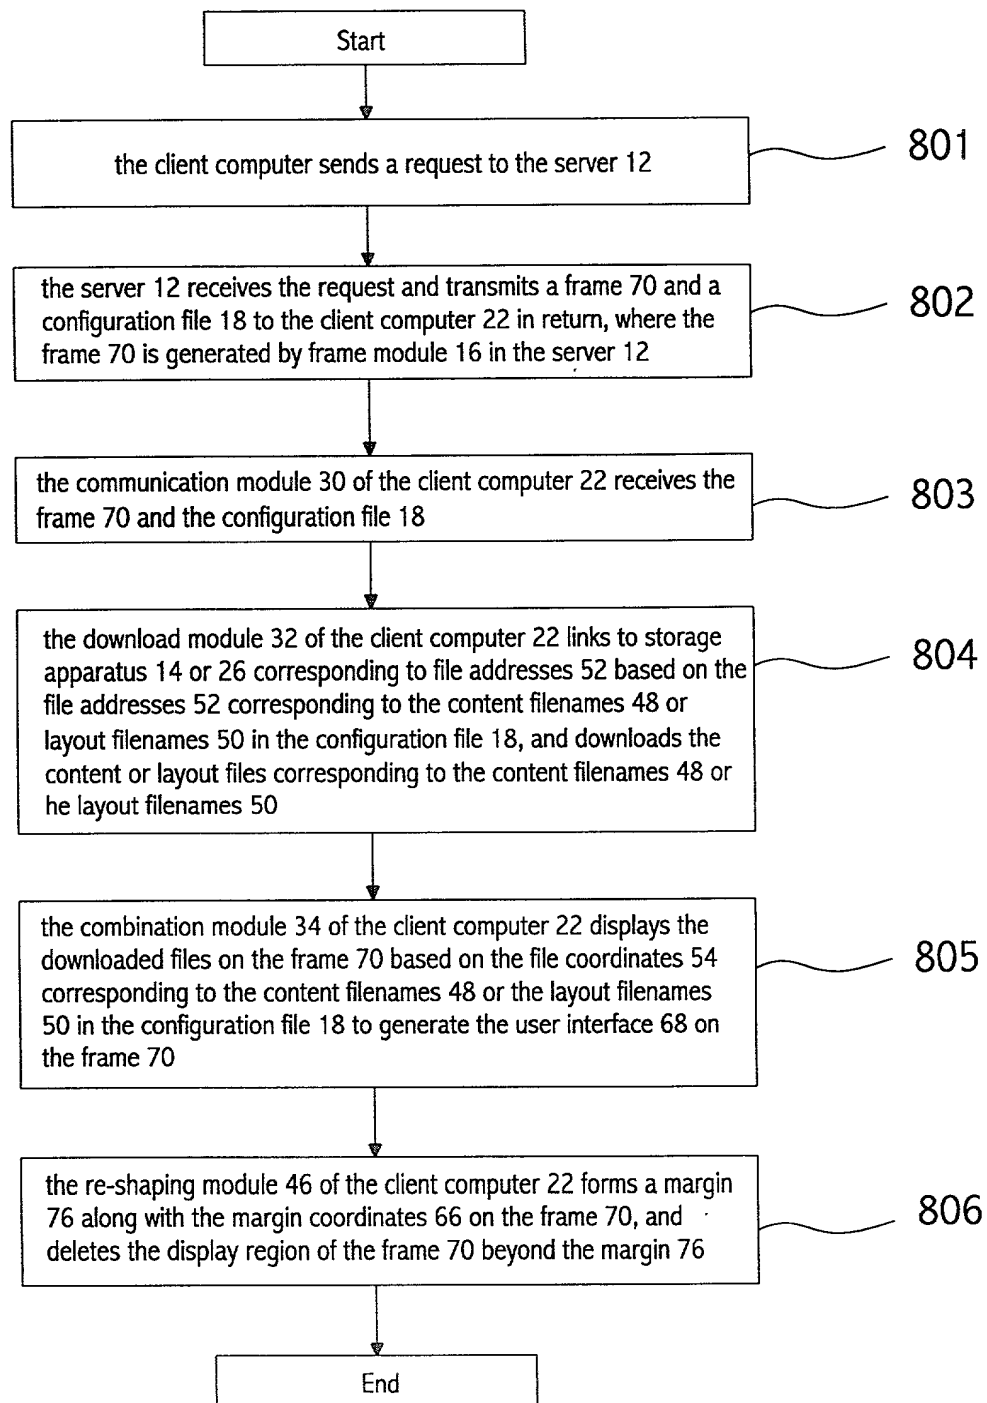 Start
the client computer sends a request to the server 12
801
the server 12 receives the request and transmits a frame 70 and a
configuration file 18 to the client computer 22 in return, where the
frame 70 is generated by frame module 16 in the server 12
802
the communication module 30 of the client computer 22 receives the
frame 70 and the configuration file 18
803
the download module 32 of the client computer 22 links to storage
apparatus 14 or 26 corresponding to file addresses 52 based on the
file addresses 52 corresponding to the content filenames 48 or
layout filenames 50 in the configuration file 18, and downloads the
content or layout files corresponding to the content filenames 48 or
he layout filenames 50
804
the combination module 34 of the client computer 22 displays the
downloaded files on the frame 70 based on the file coordinates 54
corresponding to the content filenames 48 or the layout filenames
50 in the configuration file 18 to generate the user interface 68 on
the frame 70
805
the re-shaping module 46 of the client computer 22 forms a margin
76 along with the margin coordinates 66 on the frame 70, and
deletes the display region of the frame 70 beyond the margin 76
806
End